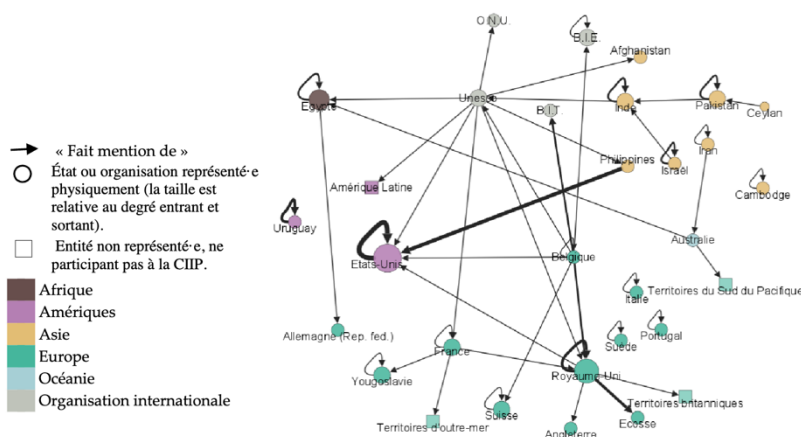 « Fait mention de »
État ou organisation représenté·e
physiquement (la taille est
relative au degré entrant et
sortant).
Entité non représenté·e, ne
participant pas à la CIIP.
Afrique
Amériques
Asie
Europe
Océanie
Organisation internationale
O.N.U.
B.I.E.
Afghanistan
Egypte
Unesco
B.I.T.
Inde
Pakistan
Ceylan
Philippines
Israël
Iran
Amérique Latine
Cambodge
Uruguay
Etats-Unis
Belgique
Australie
Italie
Territoires du Sud du Pacifique
Allemagne (Rep. fed.)
France
Suède
Portugal
Yougoslavie
Royaume Uni
Suisse
Territoires britanniques
Territoires d'outre-mer
Angleterre
Ecosse